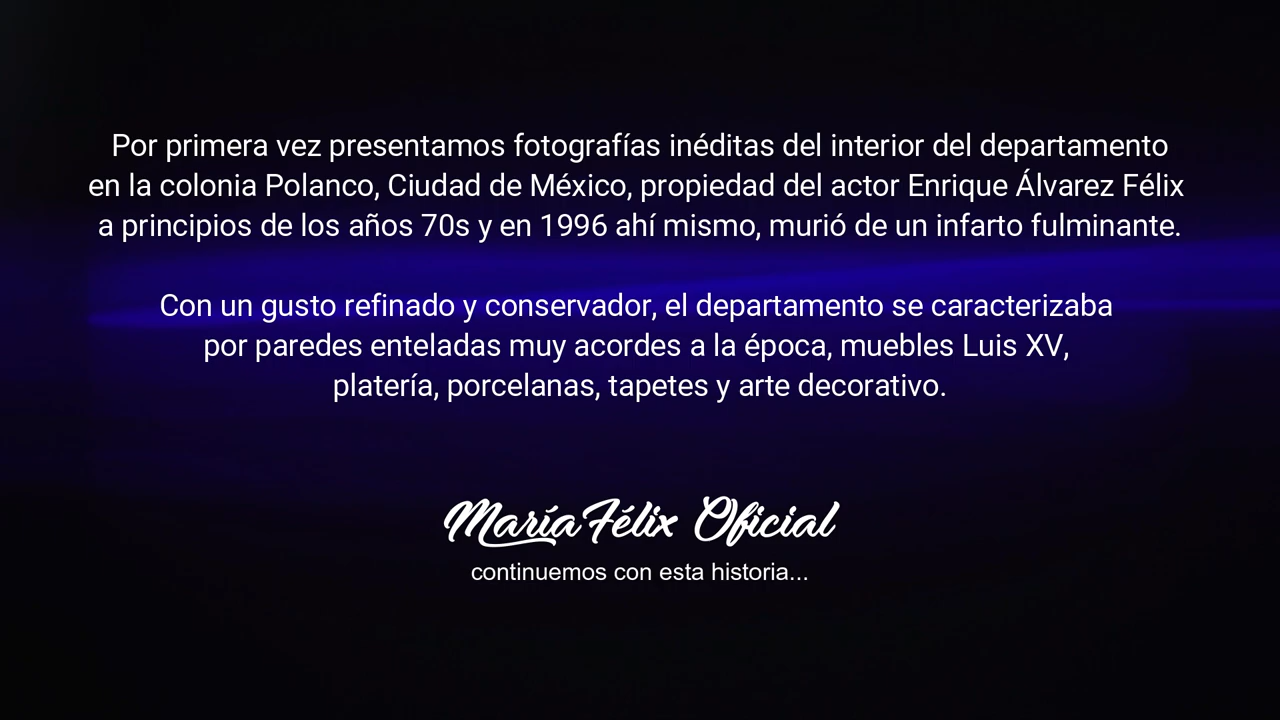 Por primera vez presentamos fotografías inéditas del interior del departamento
en la colonia Polanco, Ciudad de México, propiedad del actor Enrique Álvarez Félix
a principios de los años 70s y en 1996 ahí mismo, murió de un infarto fulminante.
Con un gusto refinado y conservador, el departamento se caracterizaba
por paredes enteladas muy acordes a la época, muebles Luis XV,
platería, porcelanas, tapetes y arte decorativo.
María Félix Oficial
continuemos con esta historia...